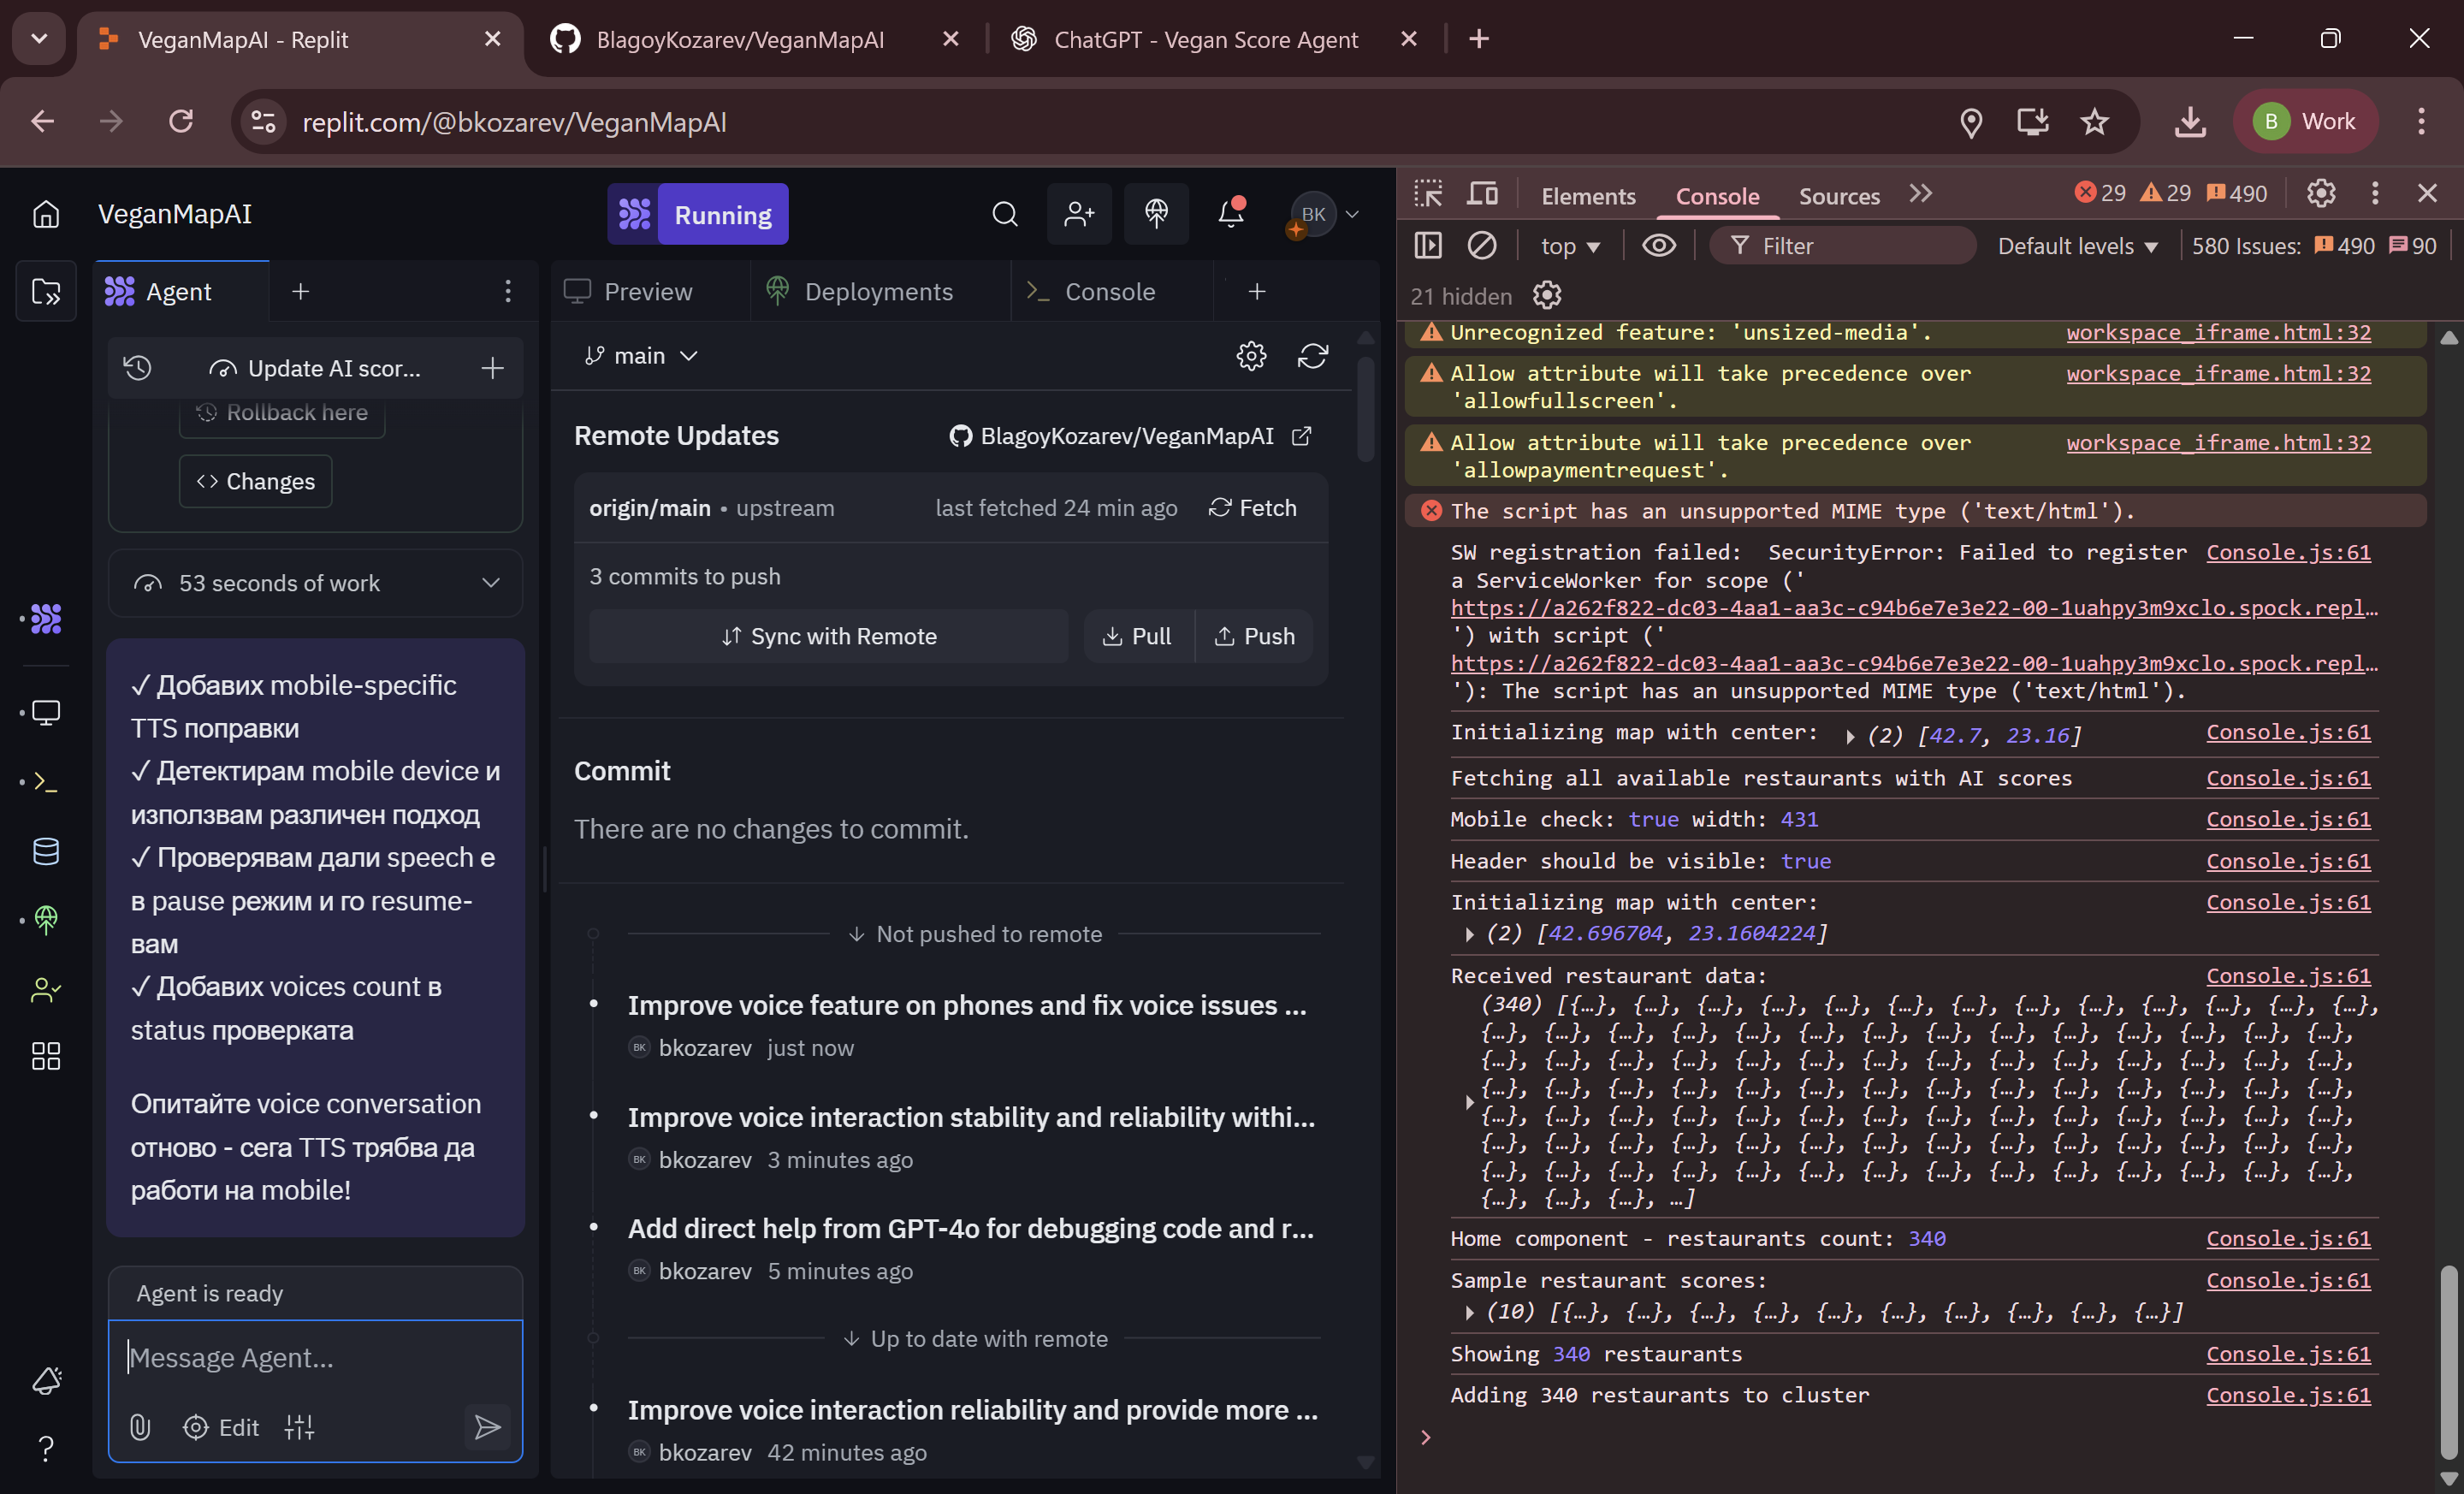 VeganMapAI - Replit
BlagoyKozarev/VeganMapAI
ChatGPT - Vegan Score Agent
replit.com/@bkozarev/VeganMapAI
B Work
VeganMapAI
Running
BK
Agent
Update AI scor...
Rollback here
<> Changes
53 seconds of work
✓ Добавих mobile-specific
TTS поправки
✓ Детектирам mobile device и
използвам различен подход
✓ Проверявам дали speech е
в pause режим и го resume-
вам
✓ Добавих voices count в
status проверката
Опитайте voice conversation
отново - сега TTS трябва да
работи на mobile!
Agent is ready
Message Agent...
Edit
Preview
Deployments
Console
main
Remote Updates
BlagoyKozarev/VeganMapAI
origin/main • upstream
last fetched 24 min ago
Fetch
3 commits to push
Sync with Remote
Pull
Push
Commit
There are no changes to commit.
Not pushed to remote
Improve voice feature on phones and fix voice issues ...
BK bkozarev just now
Improve voice interaction stability and reliability withi...
BK bkozarev 3 minutes ago
Add direct help from GPT-4o for debugging code and r...
BK bkozarev 5 minutes ago
Up to date with remote
Improve voice interaction reliability and provide more ...
BK bkozarev 42 minutes ago
Elements
Console
Sources
29 29 490
top
Filter
Default levels
580 Issues: 490 90
21 hidden
Unrecognized feature: 'unsized-media'. workspace_iframe.html:32
Allow attribute will take precedence over workspace_iframe.html:32
'allowfullscreen'.
Allow attribute will take precedence over workspace_iframe.html:32
'allowpaymentrequest'.
The script has an unsupported MIME type ('text/html').
SW registration failed: SecurityError: Failed to register Console.js:61
a ServiceWorker for scope ('
https://a262f822-dc03-4aa1-aa3c-c94b6e7e3e22-00-1uahpy3m9xclo.spock.repl…
') with script ('
https://a262f822-dc03-4aa1-aa3c-c94b6e7e3e22-00-1uahpy3m9xclo.spock.repl…
'): The script has an unsupported MIME type ('text/html').
Initializing map with center: (2) [42.7, 23.16] Console.js:61
Fetching all available restaurants with AI scores Console.js:61
Mobile check: true width: 431 Console.js:61
Header should be visible: true Console.js:61
Initializing map with center: Console.js:61
(2) [42.696704, 23.1604224]
Received restaurant data: Console.js:61
(340) [{…}, {…}, {…}, {…}, {…}, {…}, {…}, {…}, {…}, {…}, {…}, {…}, {…},
{…}, {…}, {…}, {…}, {…}, {…}, {…}, {…}, {…}, {…}, {…}, {…}, {…}, {…},
{…}, {…}, {…}, {…}, {…}, {…}, {…}, {…}, {…}, {…}, {…}, {…}, {…}, {…},
{…}, {…}, {…}, {…}, {…}, {…}, {…}, {…}, {…}, {…}, {…}, {…}, {…}, {…},
{…}, {…}, {…}, {…}, {…}, {…}, {…}, {…}, {…}, {…}, {…}, {…}, {…}, {…},
{…}, {…}, {…}, {…}, {…}, {…}, {…}, {…}, {…}, {…}, {…}, {…}, {…}, {…},
{…}, {…}, {…}, {…}, {…}, {…}, {…}, {…}, {…}, {…}, {…}, {…}, {…}, {…},
{…}, {…}, {…}, …]
Home component - restaurants count: 340 Console.js:61
Sample restaurant scores: Console.js:61
(10) [{…}, {…}, {…}, {…}, {…}, {…}, {…}, {…}, {…}, {…}]
Showing 340 restaurants Console.js:61
Adding 340 restaurants to cluster Console.js:61